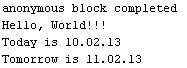 anonymous block completed
Hello, World!!!
Today is 10.02.13
Tomorrow is 11.02.13